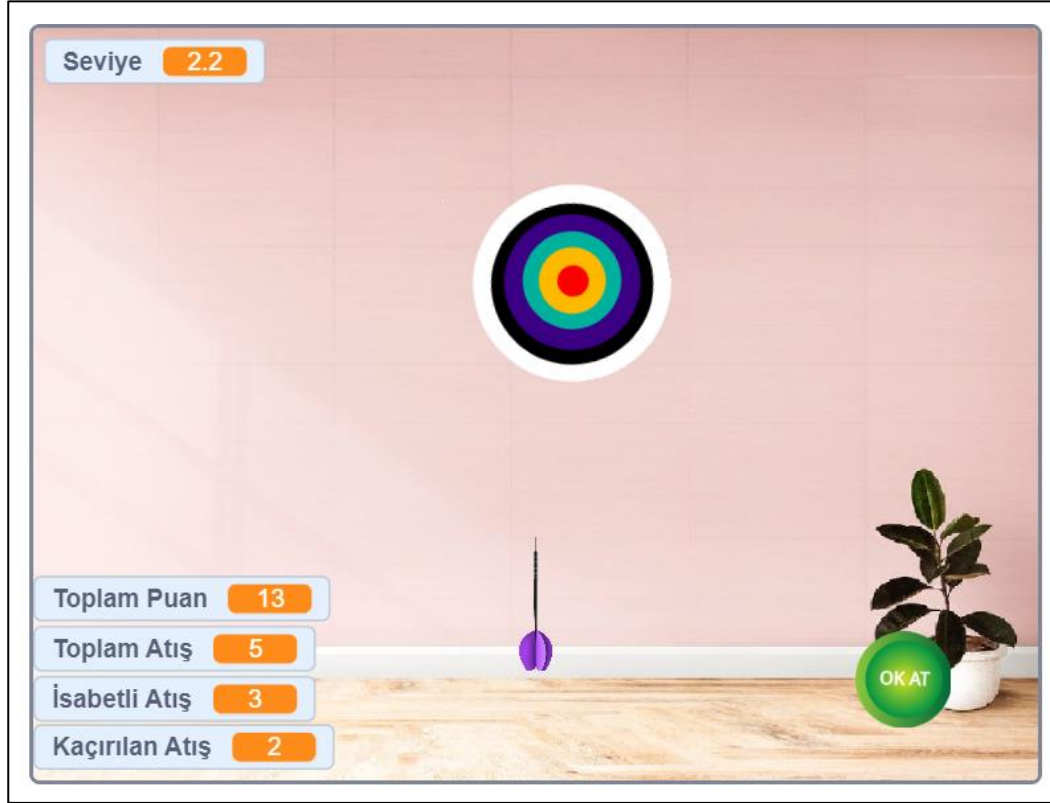 Seviye 2.2
Toplam Puan 13
Toplam Atış 5
İsabetli Atış 3
OK AT
Kaçırılan Atış 2